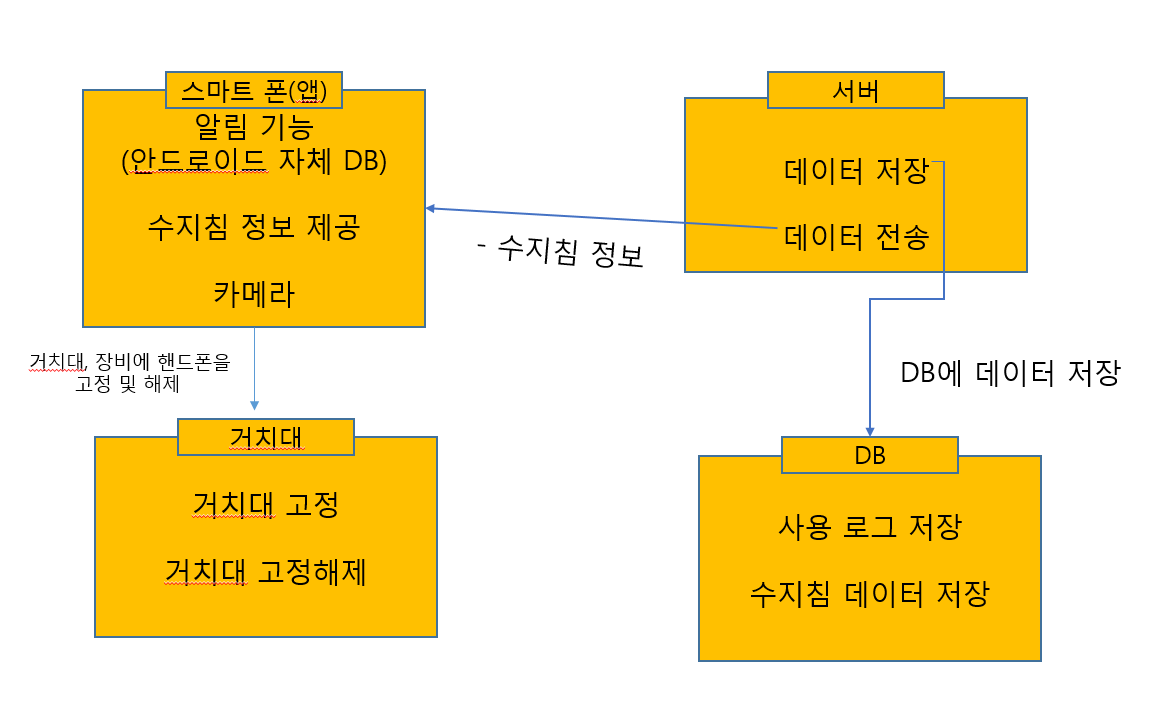 스마트 폰(앱)
알림 기능
(안드로이드 자체 DB)
수지침 정보 제공
카메라
서버
데이터 저장
데이터 전송
- 수지침 정보
거치대, 장비에 핸드폰을
고정 및 해제
DB에 데이터 저장
거치대
거치대 고정
거치대 고정해제
DB
사용 로그 저장
수지침 데이터 저장